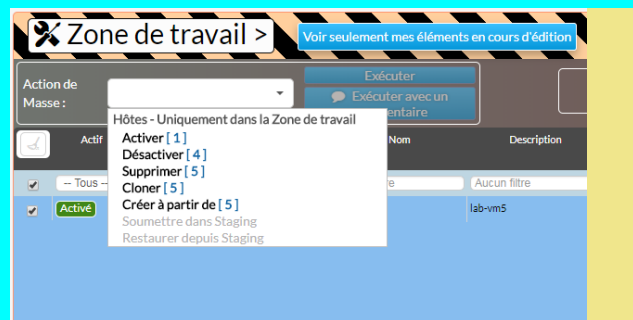 Zone de travail >
Voir seulement mes éléments en cours d'édition
Action de
Masse :
Exécuter
Exécuter avec un
entaire
Hôtes - Uniquement dans la Zone de travail
Activer [ 1 ]
Désactiver [ 4 ]
Supprimer [ 5 ]
Cloner [ 5 ]
Créer à partir de [ 5 ]
Soumettre dans Staging
Restaurer depuis Staging
Actif
Nom
Description
-- Tous --
Aucun filtre
Activé
lab-vm5